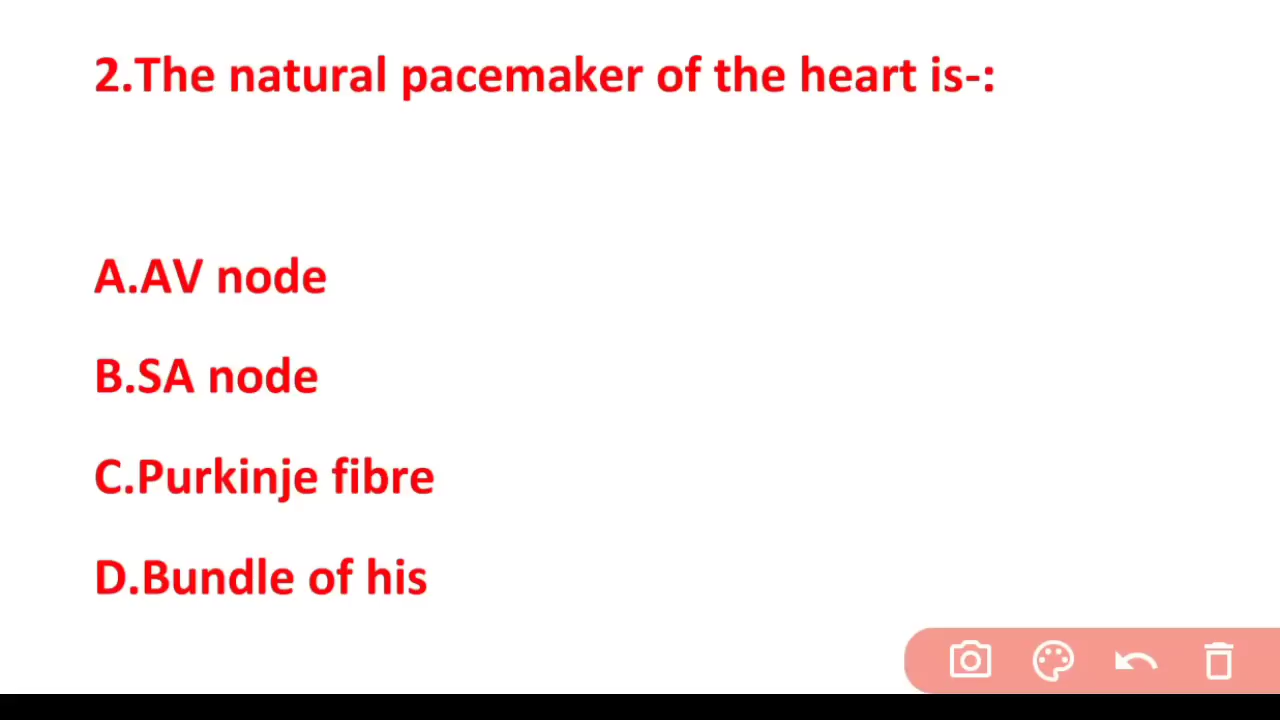 2.The natural pacemaker of the heart is-:
A.AV node
B.SA node
C.Purkinje fibre
D.Bundle of his